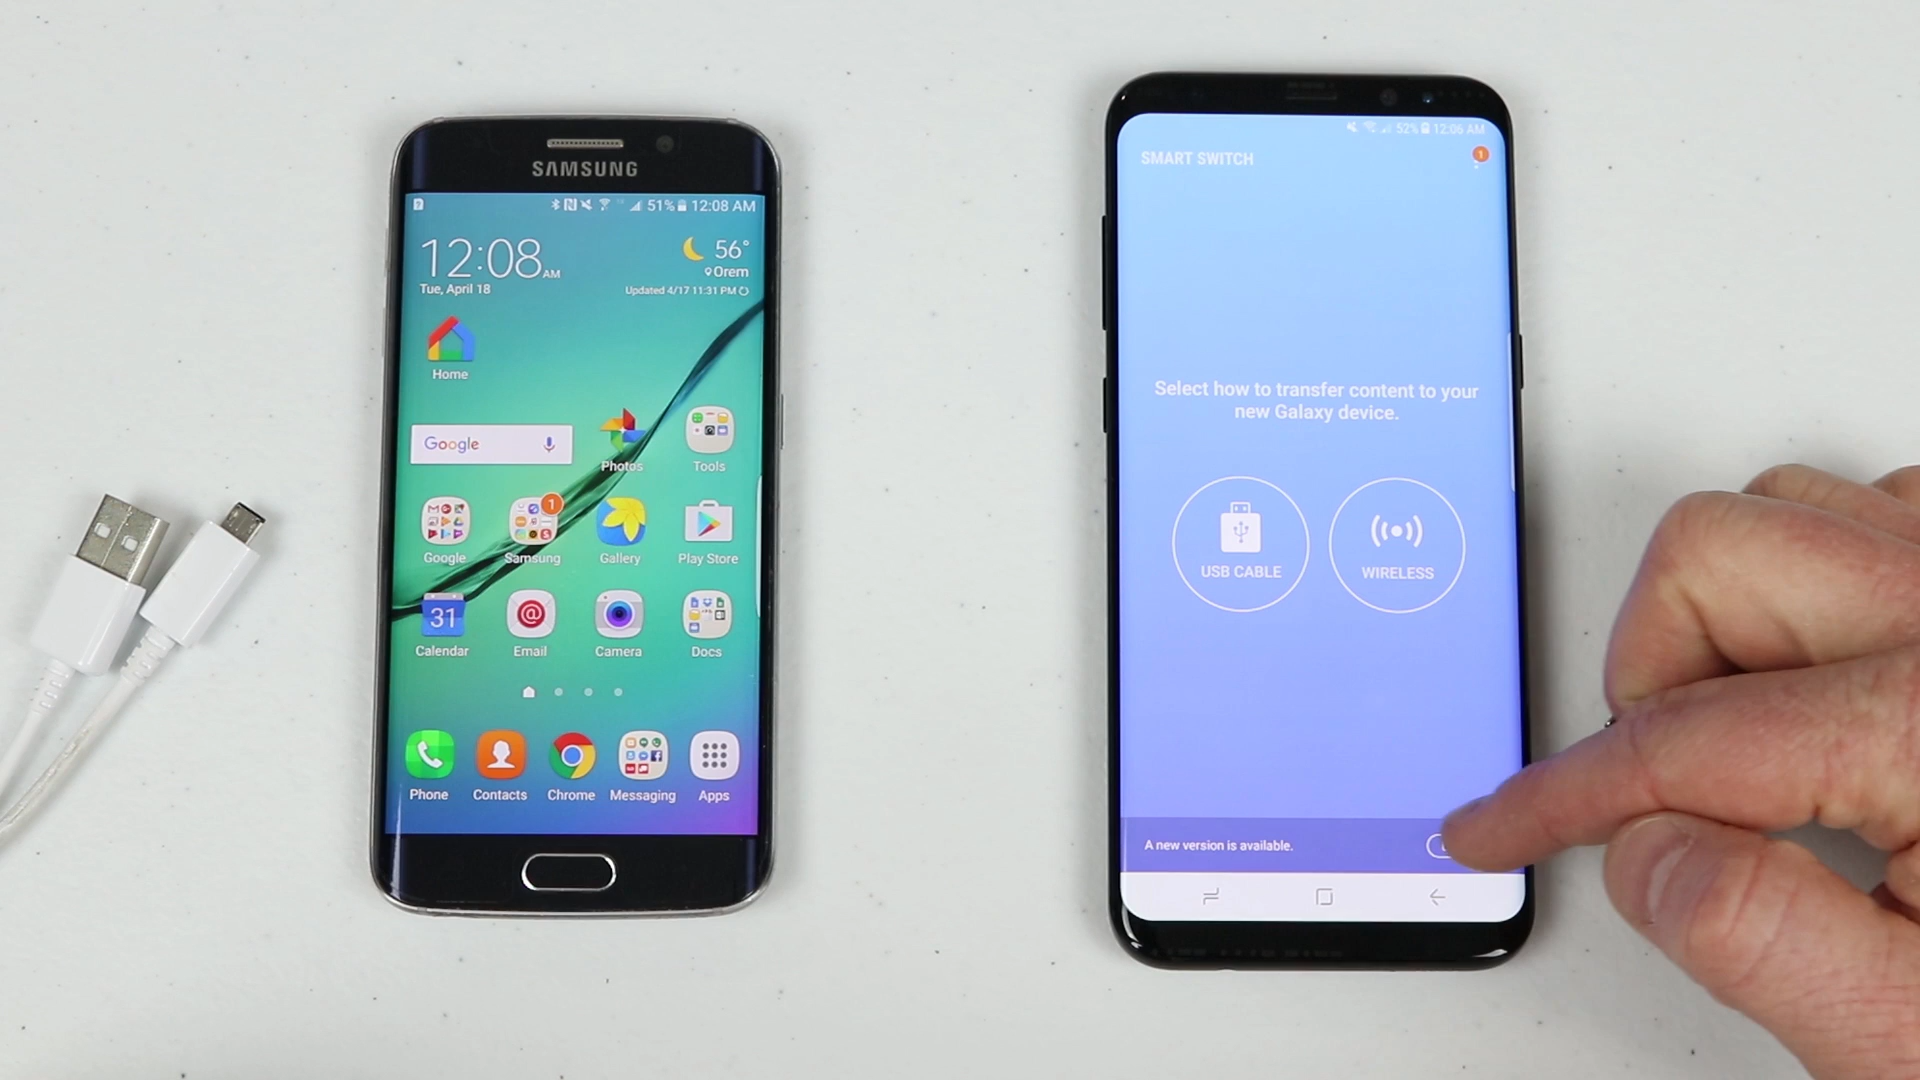 SAMSUNG
51% 12:08 AM
12:08 AM
Tue, April 18
56°
Orem
Updated 4/17 11:31 PM
Home
Google
Photos
Tools
1
Google
Samsung
Gallery
Play Store
31
Calendar
Email
Camera
Docs
Phone
Contacts
Chrome
Messaging
Apps
52% 12:06 AM
SMART SWITCH
1
Select how to transfer content to your
new Galaxy device.
USB CABLE
WIRELESS
A new version is available.